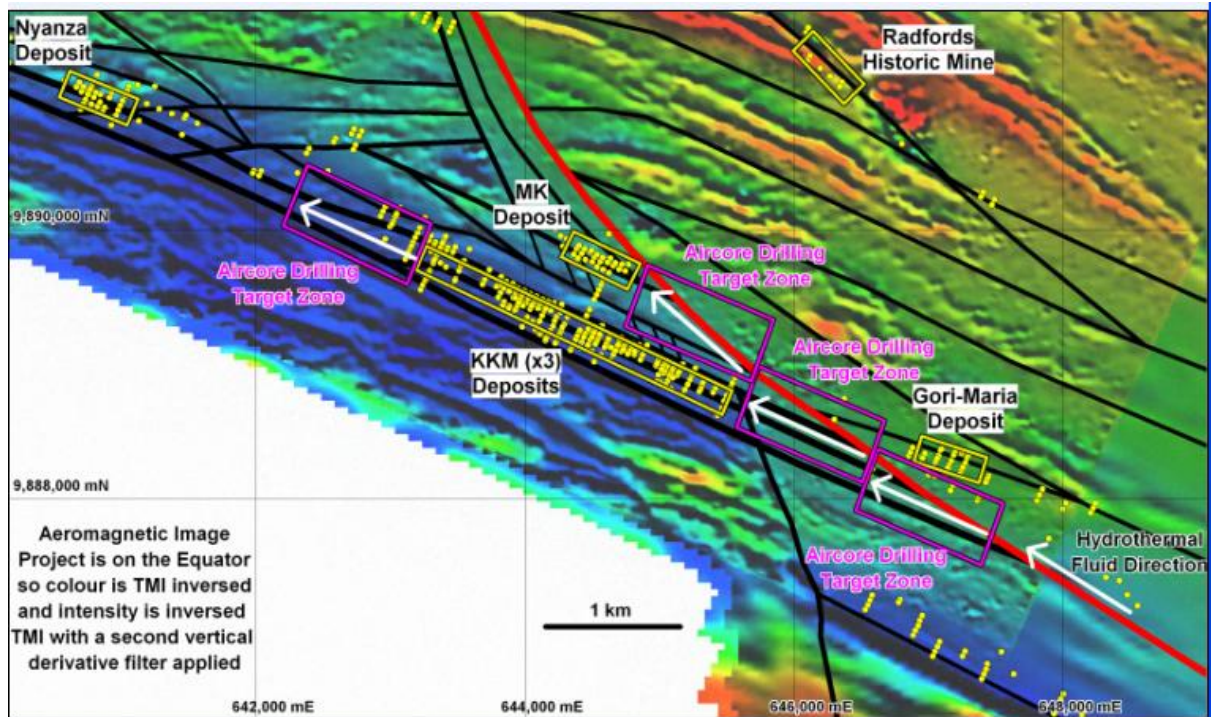 Nyanza
Deposit
Radfords
Historic Mine
MK
Deposit
9,890,000 mN
Aircore Drilling
Target Zone
Aircore Drilling
Target Zone
Aircore Drilling
Target Zone
KKM (x3)
Deposits
Gori-Maria
Deposit
9,888,000 mN
Aeromagnetic Image
Project is on the Equator
so colour is TMI inversed
and intensity is inversed
TMI with a second vertical
derivative filter applied
Aircore Drilling
Target Zone
Hydrothermal
Fluid Direction
1 km
642,000 mE
644,000 mE
646,000 mE
648,000 mE